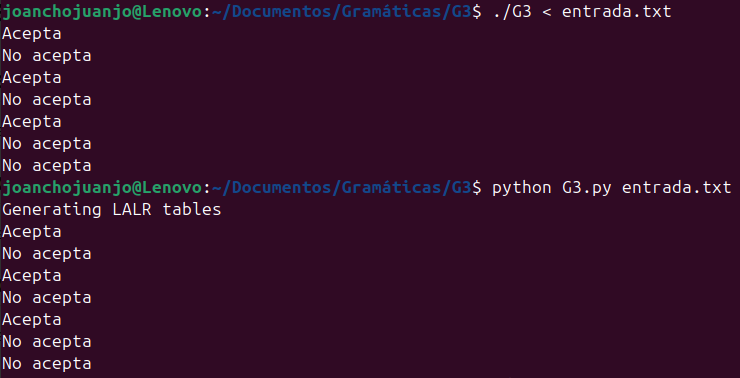 joanchojuanjo@Lenovo:~/Documentos/Gramáticas/G3$ ./G3 < entrada.txt
Acepta
No acepta
Acepta
No acepta
Acepta
No acepta
No acepta
joanchojuanjo@Lenovo:~/Documentos/Gramáticas/G3$ python G3.py entrada.txt
Generating LALR tables
Acepta
No acepta
Acepta
No acepta
Acepta
No acepta
No acepta